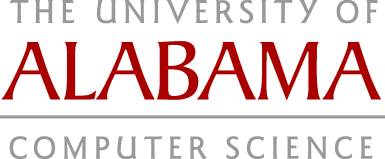 THE UNIVERSITY OF
ALABAMA
COMPUTER SCIENCE